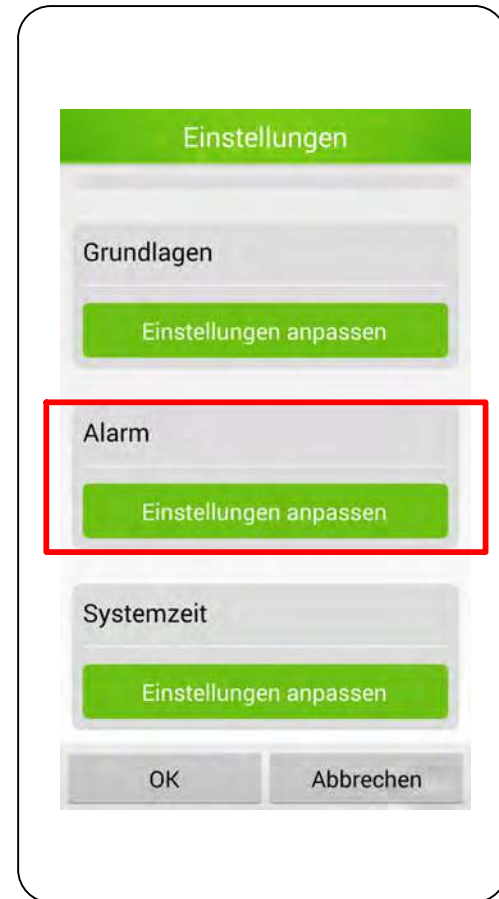 Einstellungen
Grundlagen
Einstellungen anpassen
Alarm
Einstellungen anpassen
Systemzeit
Einstellungen anpassen
OK Abbrechen